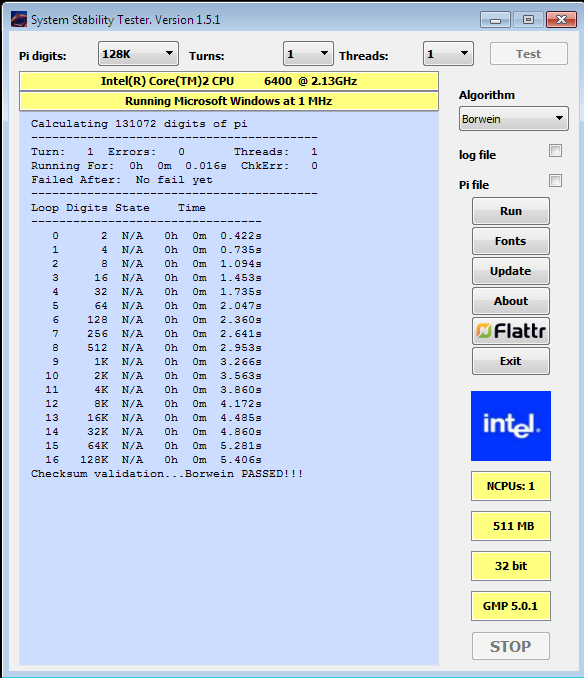 System Stability Tester. Version 1.5.1
Pi digits: 128K Turns: 1 Threads: 1 Test
Intel(R) Core(TM)2 CPU 6400 @ 2.13GHz
Running Microsoft Windows at 1 MHz
Calculating 131072 digits of pi
----------------------------------------
Turn: 1 Errors: 0 Threads: 1
Running For: 0h 0m 0.016s ChkErr: 0
Failed After: No fail yet
----------------------------------------
Loop Digits State Time
--------------------------------
0 2 N/A 0h 0m 0.422s
1 4 N/A 0h 0m 0.735s
2 8 N/A 0h 0m 1.094s
3 16 N/A 0h 0m 1.453s
4 32 N/A 0h 0m 1.735s
5 64 N/A 0h 0m 2.047s
6 128 N/A 0h 0m 2.360s
7 256 N/A 0h 0m 2.641s
8 512 N/A 0h 0m 2.953s
9 1K N/A 0h 0m 3.266s
10 2K N/A 0h 0m 3.563s
11 4K N/A 0h 0m 3.860s
12 8K N/A 0h 0m 4.172s
13 16K N/A 0h 0m 4.485s
14 32K N/A 0h 0m 4.860s
15 64K N/A 0h 0m 5.281s
16 128K N/A 0h 0m 5.406s
Checksum validation...Borwein PASSED!!!
Algorithm
Borwein
log file
Pi file
Run
Fonts
Update
About
Flattr
Exit
intel.
NCPUs: 1
511 MB
32 bit
GMP 5.0.1
STOP